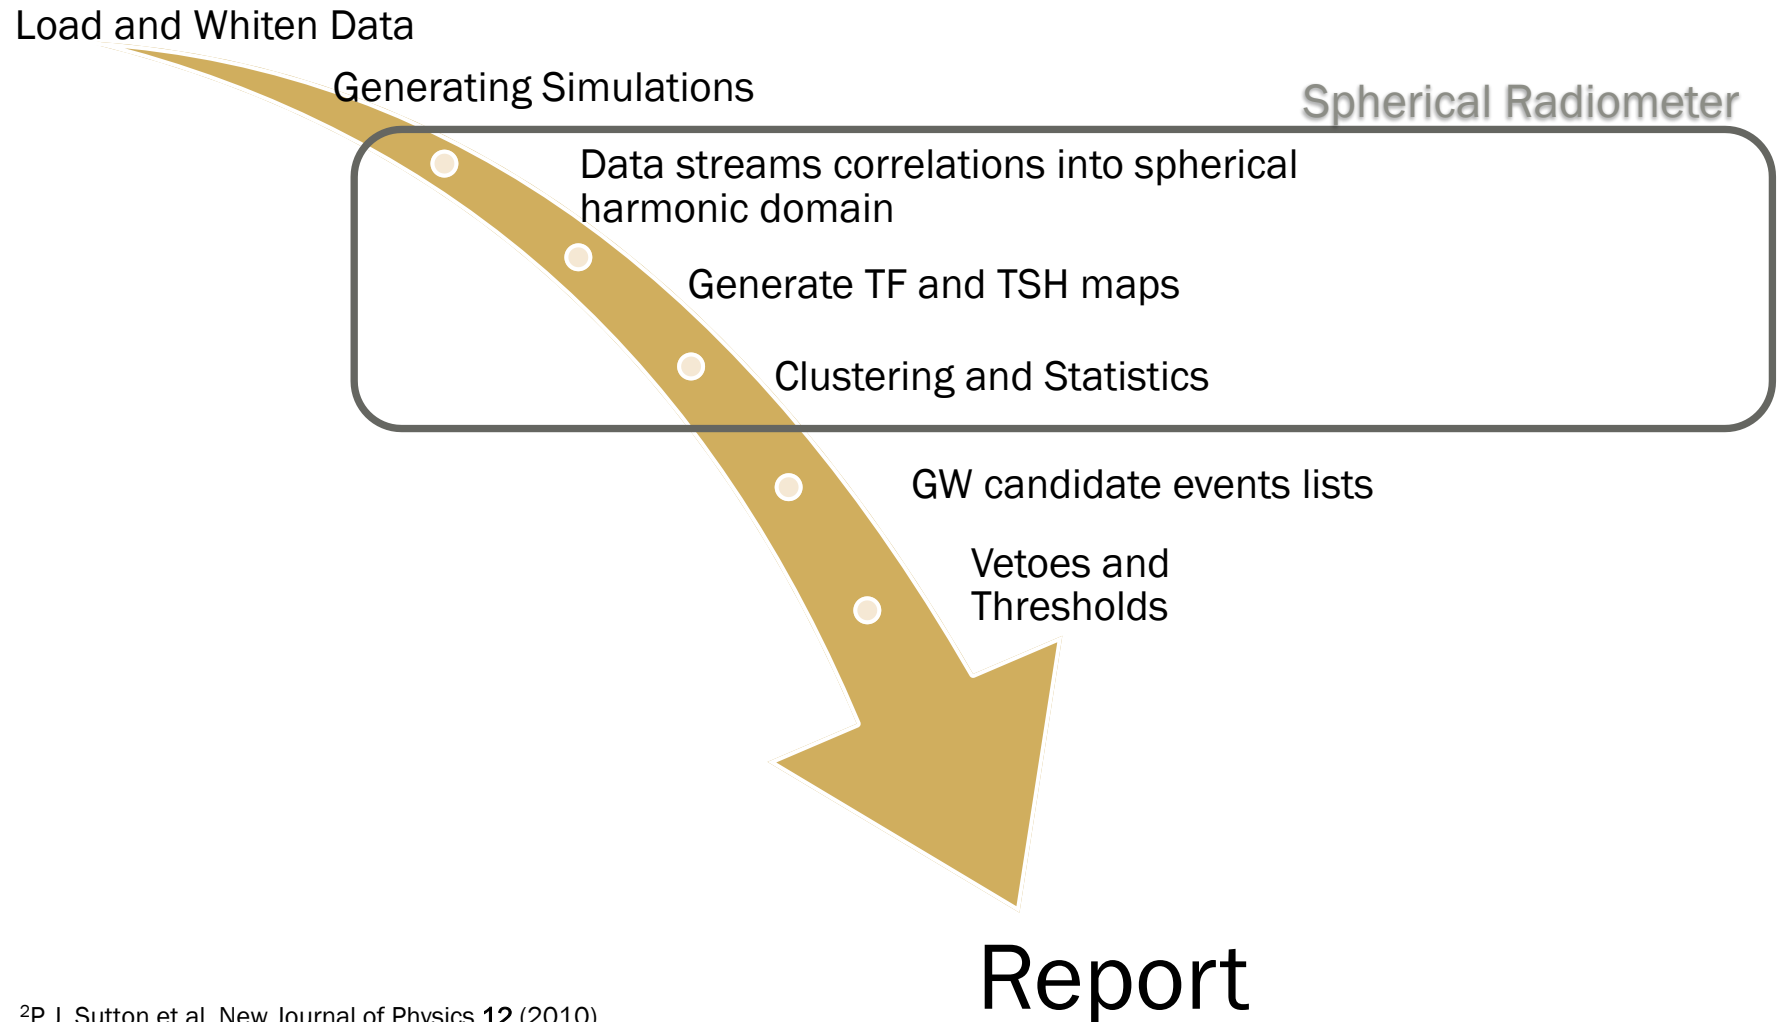 Load and Whiten Data
Generating Simulations
Spherical Radiometer
Data streams correlations into spherical
harmonic domain
Generate TF and TSH maps
Clustering and Statistics
GW candidate events lists
Vetoes and
Thresholds
Report
²P. J. Sutton et al. New Journal of Physics 12 (2010)